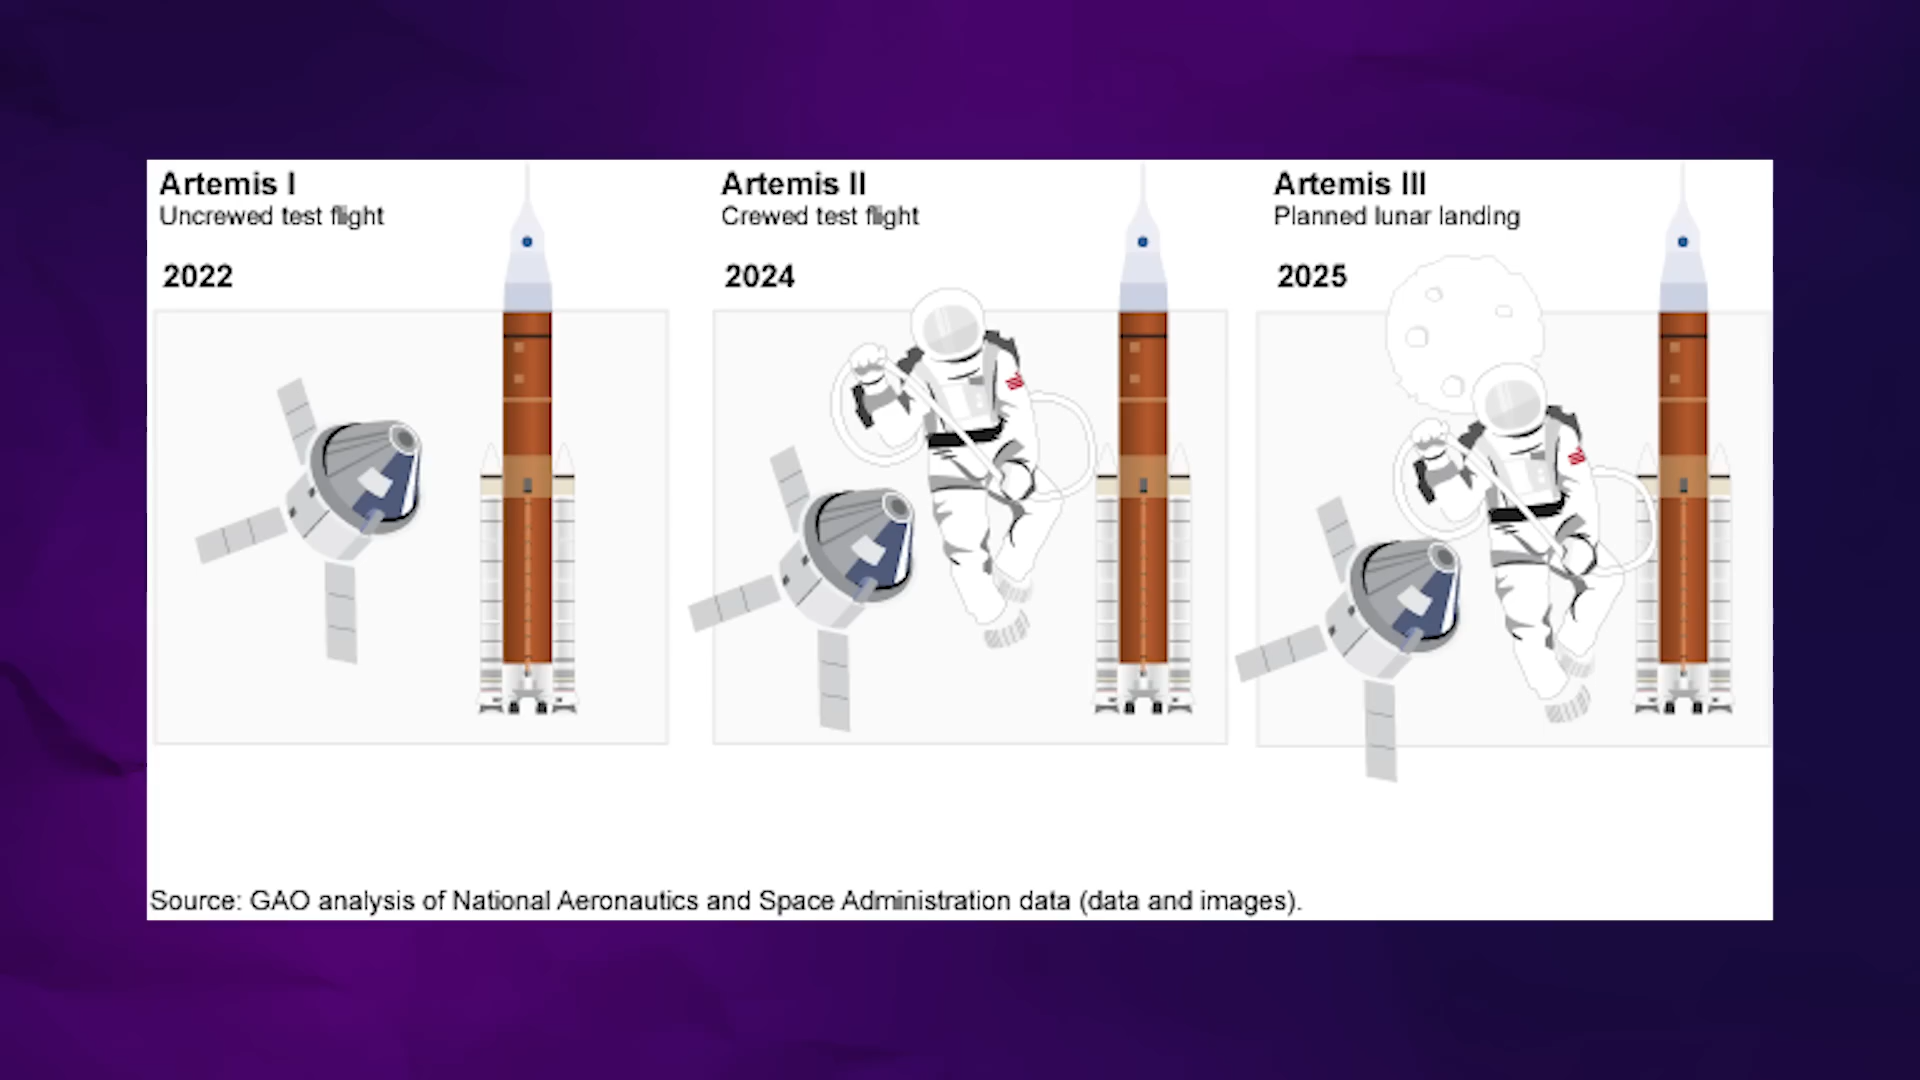 Artemis I
Uncrewed test flight
2022
Artemis II
Crewed test flight
2024
Artemis III
Planned lunar landing
2025
Source: GAO analysis of National Aeronautics and Space Administration data (data and images).